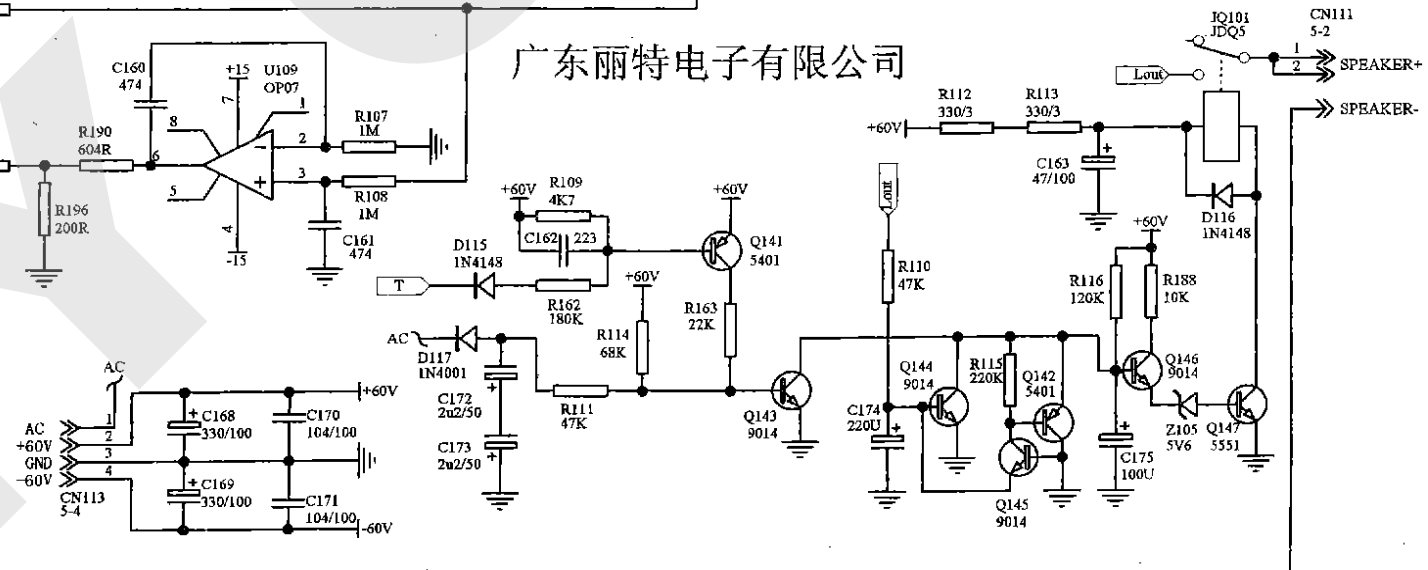 广东丽特电子有限公司
JQ101
JDQ5
CN111
5-2
1
2
SPEAKER+
SPEAKER-
Lout
C160
474
+15
7
U109
OP07
1
8
2
3
6
5
4
-15
R107
1M
R108
1M
R190
604R
R196
200R
C161
474
R112
330/3
R113
330/3
+60V
C163
47/100
D116
1N4148
+60V
R109
4K7
C162
223
+60V
Q141
5401
D115
1N4148
T
R162
180K
+60V
R114
68K
R163
22K
Lout
R110
47K
+60V
R116
120K
R188
10K
AC
D117
1N4001
C172
2u2/50
C173
2u2/50
R111
47K
Q143
9014
Q144
9014
C174
220U
R115
220K
Q142
5401
Q145
9014
Q146
9014
Z105
5V6
Q147
5551
C175
100U
AC
+60V
C168
330/100
C170
104/100
AC
+60V
GND
-60V
1
2
3
4
CN113
5-4
C169
330/100
C171
104/100
-60V